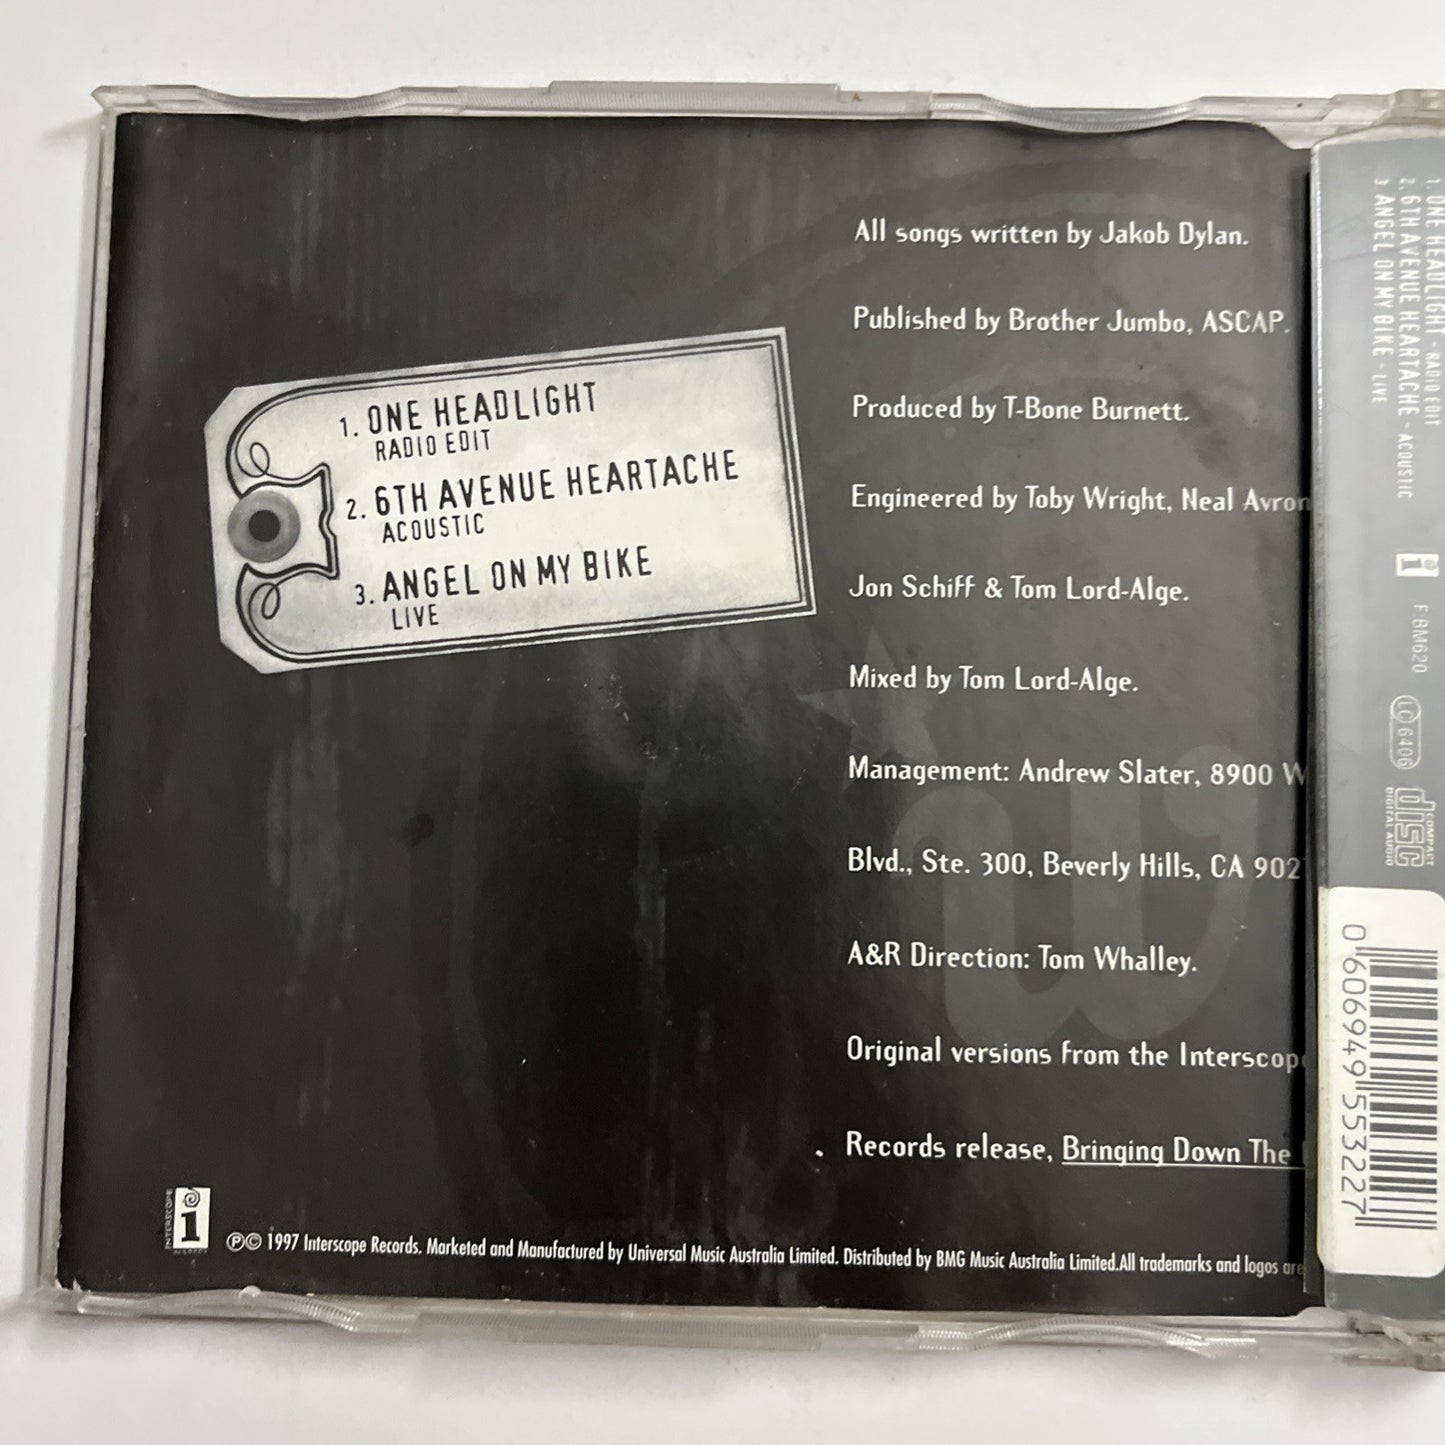 1. ONE HEADLIGHT
RADIO EDIT
2. 6TH AVENUE HEARTACHE
ACOUSTIC
3. ANGEL ON MY BIKE
LIVE
All songs written by Jakob Dylan.
Published by Brother Jumbo, ASCAP.
Produced by T-Bone Burnett.
Engineered by Toby Wright, Neal Avron
Jon Schiff & Tom Lord-Alge.
Mixed by Tom Lord-Alge.
Management: Andrew Slater, 8900 W
Blvd., Ste. 300, Beverly Hills, CA 902
A&R Direction: Tom Whalley.
Original versions from the Interscope
Records release, Bringing Down The
INTERSCOPE
i
RECORDS
℗© 1997 Interscope Records. Marketed and Manufactured by Universal Music Australia Limited. Distributed by BMG Music Australia Limited.All trademarks and logos are
1. ONE HEADLIGHT - RADIO EDIT
2. 6TH AVENUE HEARTACHE - ACOUSTIC
3 ANGEL ON MY BIKE - LIVE
i
FBM620
LC 6406
COMPACT
disc
DIGITAL AUDIO
0 606949 553227